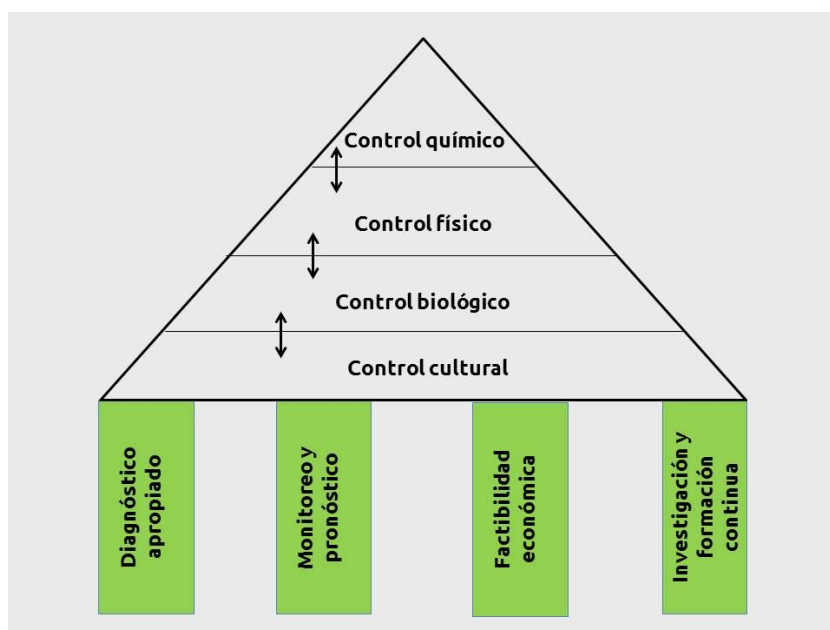 Control químico
Control físico
Control biológico
Control cultural
Diagnóstico
apropiado
Monitoreo y
pronóstico
Factibilidad
económica
Investigación y
formación
continua